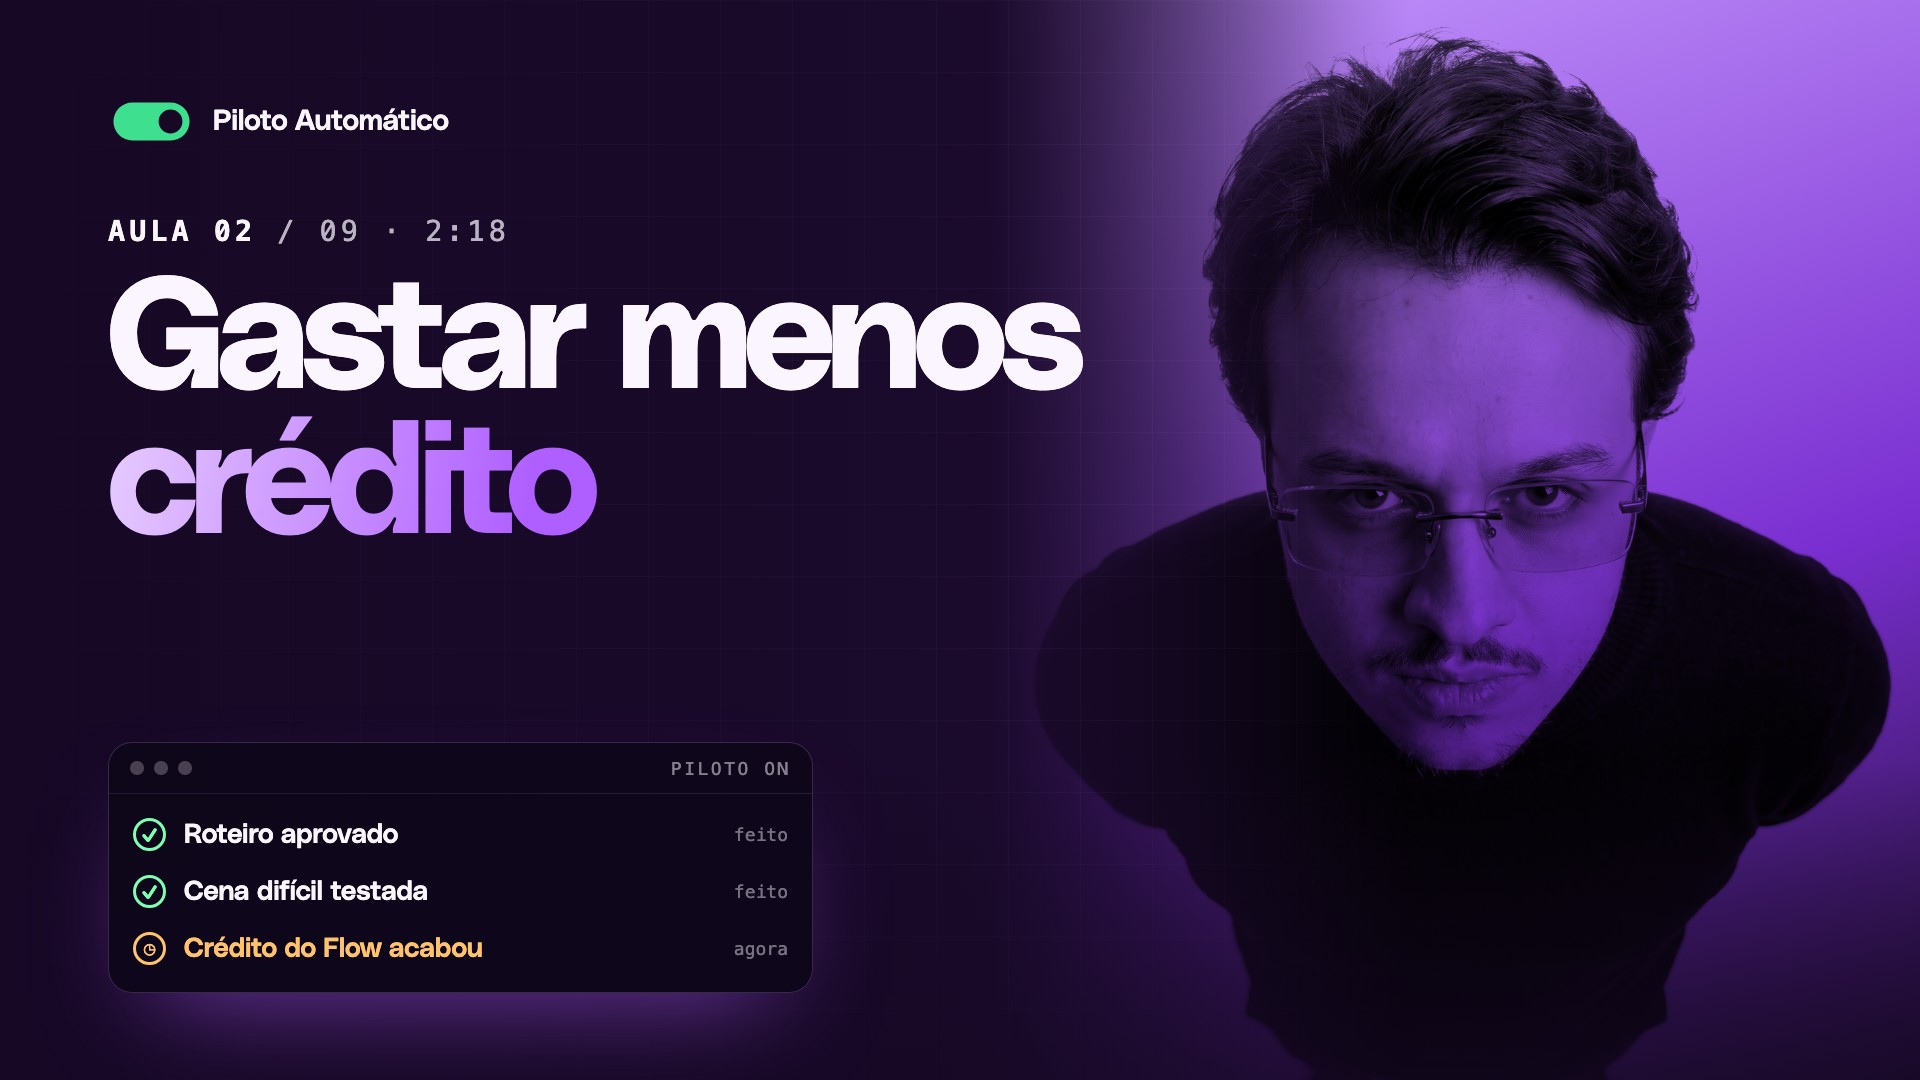 Piloto Automático
AULA 02 / 09 · 2:18
Gastar menos
crédito
PILOTO ON
Roteiro aprovado feito
Cena difícil testada feito
Crédito do Flow acabou agora